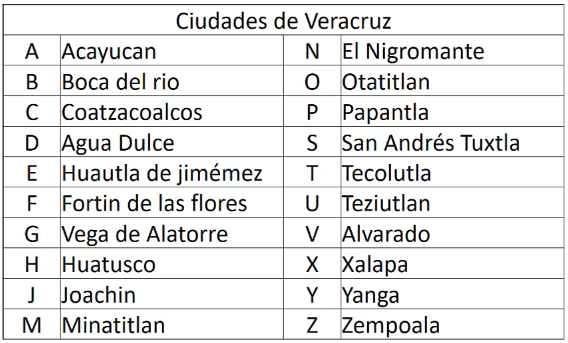 Ciudades de Veracruz
A Acayucan N El Nigromante
B Boca del rio O Otatitlan
C Coatzacoalcos P Papantla
D Agua Dulce S San Andrés Tuxtla
E Huautla de jimémez T Tecolutla
F Fortin de las flores U Teziutlan
G Vega de Alatorre V Alvarado
H Huatusco X Xalapa
J Joachin Y Yanga
M Minatitlan Z Zempoala